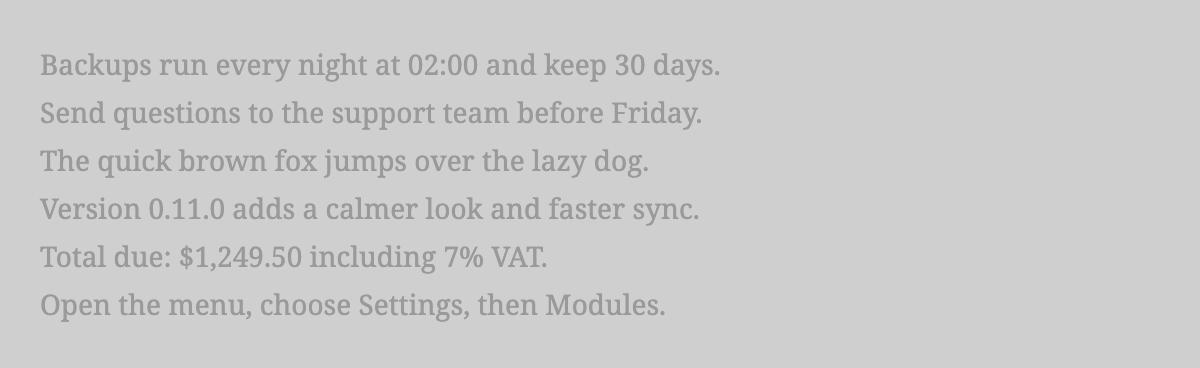 Backups run every night at 02:00 and keep 30 days.
Send questions to the support team before Friday.
The quick brown fox jumps over the lazy dog.
Version 0.11.0 adds a calmer look and faster sync.
Total due: $1,249.50 including 7% VAT.
Open the menu, choose Settings, then Modules.